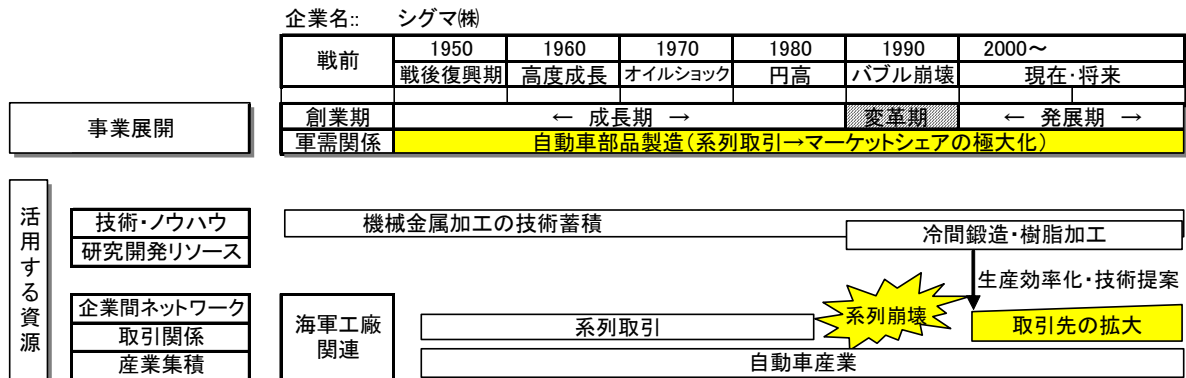 企業名:: シグマ㈱
戦前 1950 1960 1970 1980 1990 2000～
戦後復興期 高度成長 オイルショック 円高 バブル崩壊 現在・将来
事業展開 創業期 ← 成長期 → 変革期 ← 発展期 →
軍需関係 自動車部品製造(系列取引→マーケットシェアの極大化)
活用する資源
技術・ノウハウ 機械金属加工の技術蓄積
研究開発リソース 冷間鍛造・樹脂加工
生産効率化・技術提案
企業間ネットワーク
取引関係
産業集積
海軍工廠
関連
系列取引 系列崩壊 取引先の拡大
自動車産業